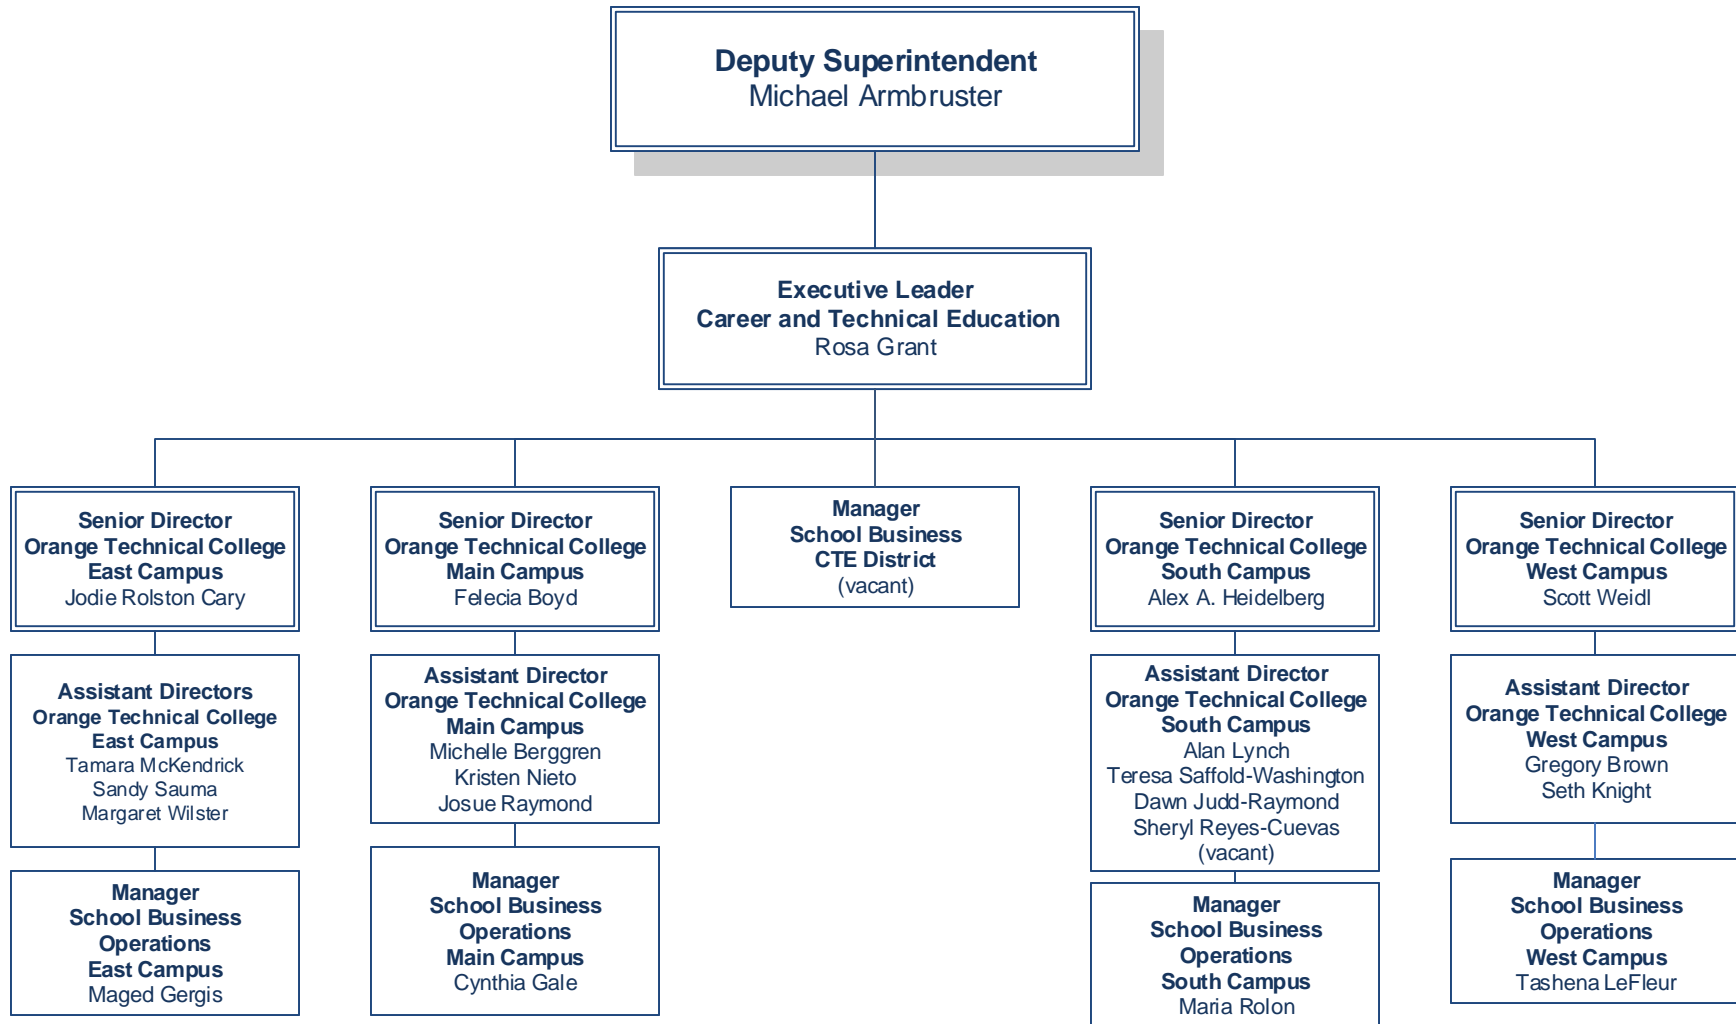 Deputy Superintendent
Michael Armbruster
Executive Leader
Career and Technical Education
Rosa Grant
Senior Director
Orange Technical College
East Campus
Jodie Rolston Cary
Senior Director
Orange Technical College
Main Campus
Felecia Boyd
Manager
School Business
CTE District
(vacant)
Senior Director
Orange Technical College
South Campus
Alex A. Heidelberg
Senior Director
Orange Technical College
West Campus
Scott Weidl
Assistant Directors
Orange Technical College
East Campus
Tamara McKendrick
Sandy Sauma
Margaret Wilster
Assistant Director
Orange Technical College
Main Campus
Michelle Berggren
Kristen Nieto
Josue Raymond
Assistant Director
Orange Technical College
South Campus
Alan Lynch
Teresa Saffold-Washington
Dawn Judd-Raymond
Sheryl Reyes-Cuevas
(vacant)
Assistant Director
Orange Technical College
West Campus
Gregory Brown
Seth Knight
Manager
School Business
Operations
East Campus
Maged Gergis
Manager
School Business
Operations
Main Campus
Cynthia Gale
Manager
School Business
Operations
South Campus
Maria Rolon
Manager
School Business
Operations
West Campus
Tashena LeFleur